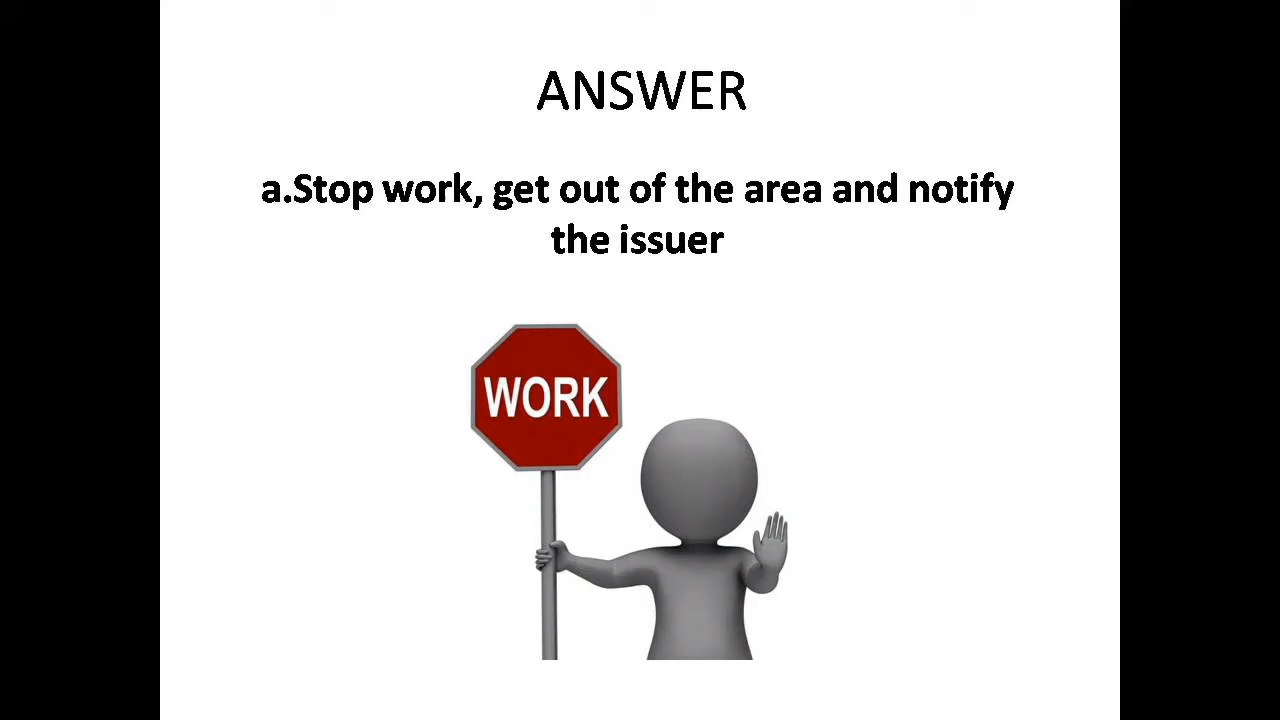 ANSWER
a.Stop work, get out of the area and notify
the issuer
WORK